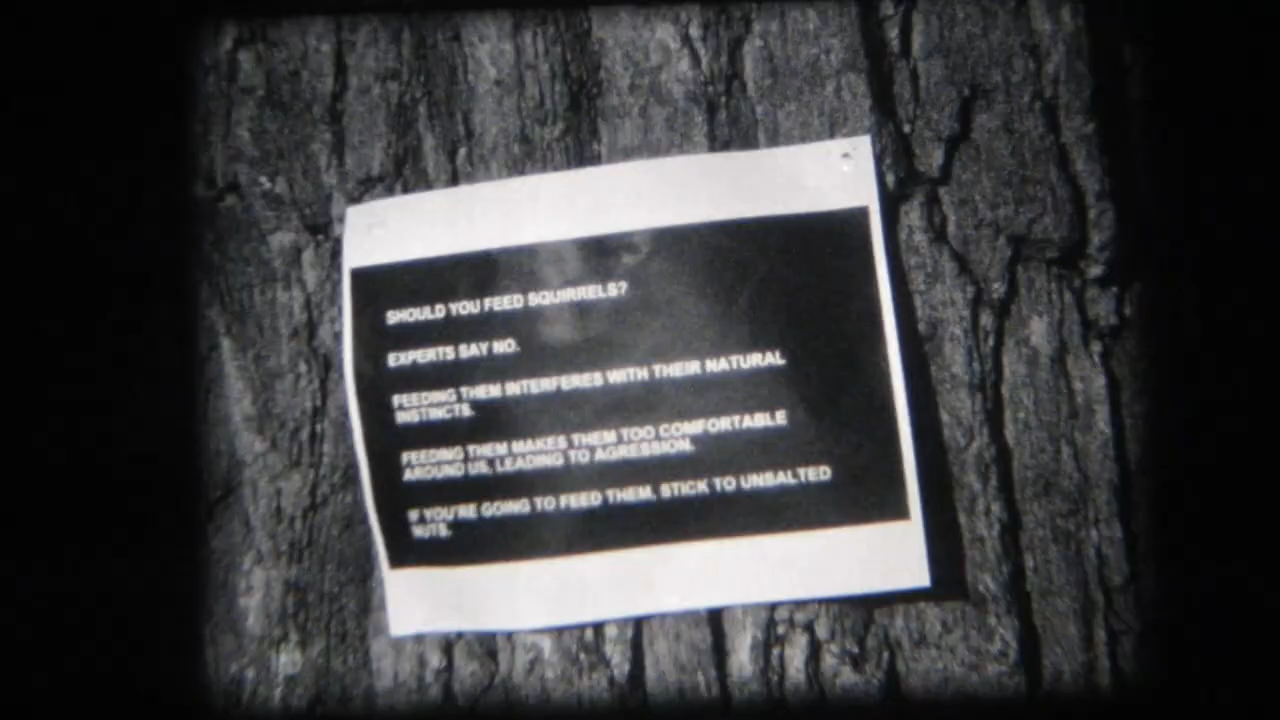 SHOULD YOU FEED SQUIRRELS?
EXPERTS SAY NO.
FEEDING THEM INTERFERES WITH THEIR NATURAL
INSTINCTS.
FEEDING THEM MAKES THEM TOO COMFORTABLE
AROUND US, LEADING TO AGRESSION.
IF YOU'RE GOING TO FEED THEM, STICK TO UNSALTED
NUTS.